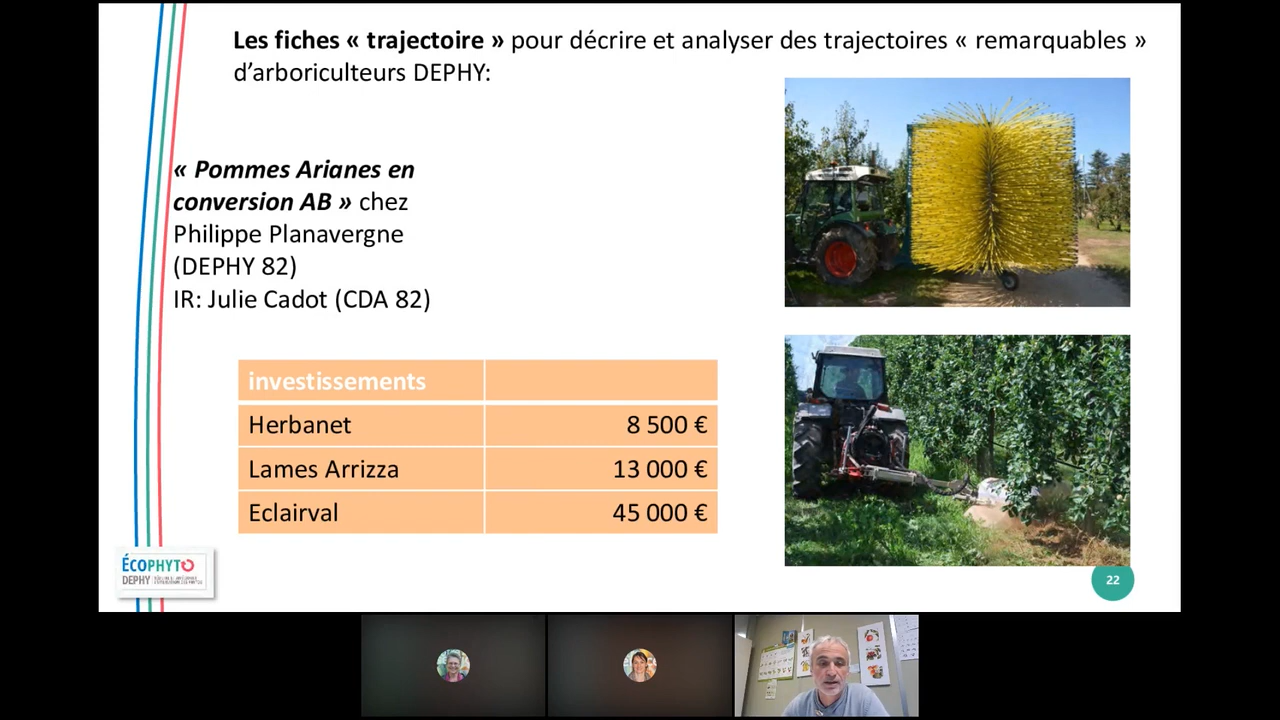 Les fiches « trajectoire » pour décrire et analyser des trajectoires « remarquables »
d’arboriculteurs DEPHY:
« Pommes Arianes en
conversion AB » chez
Philippe Planavergne
(DEPHY 82)
IR: Julie Cadot (CDA 82)
investissements
Herbanet 8 500 €
Lames Arrizza 13 000 €
Eclairval 45 000 €
ÉCOPHYTO
DEPHY
22